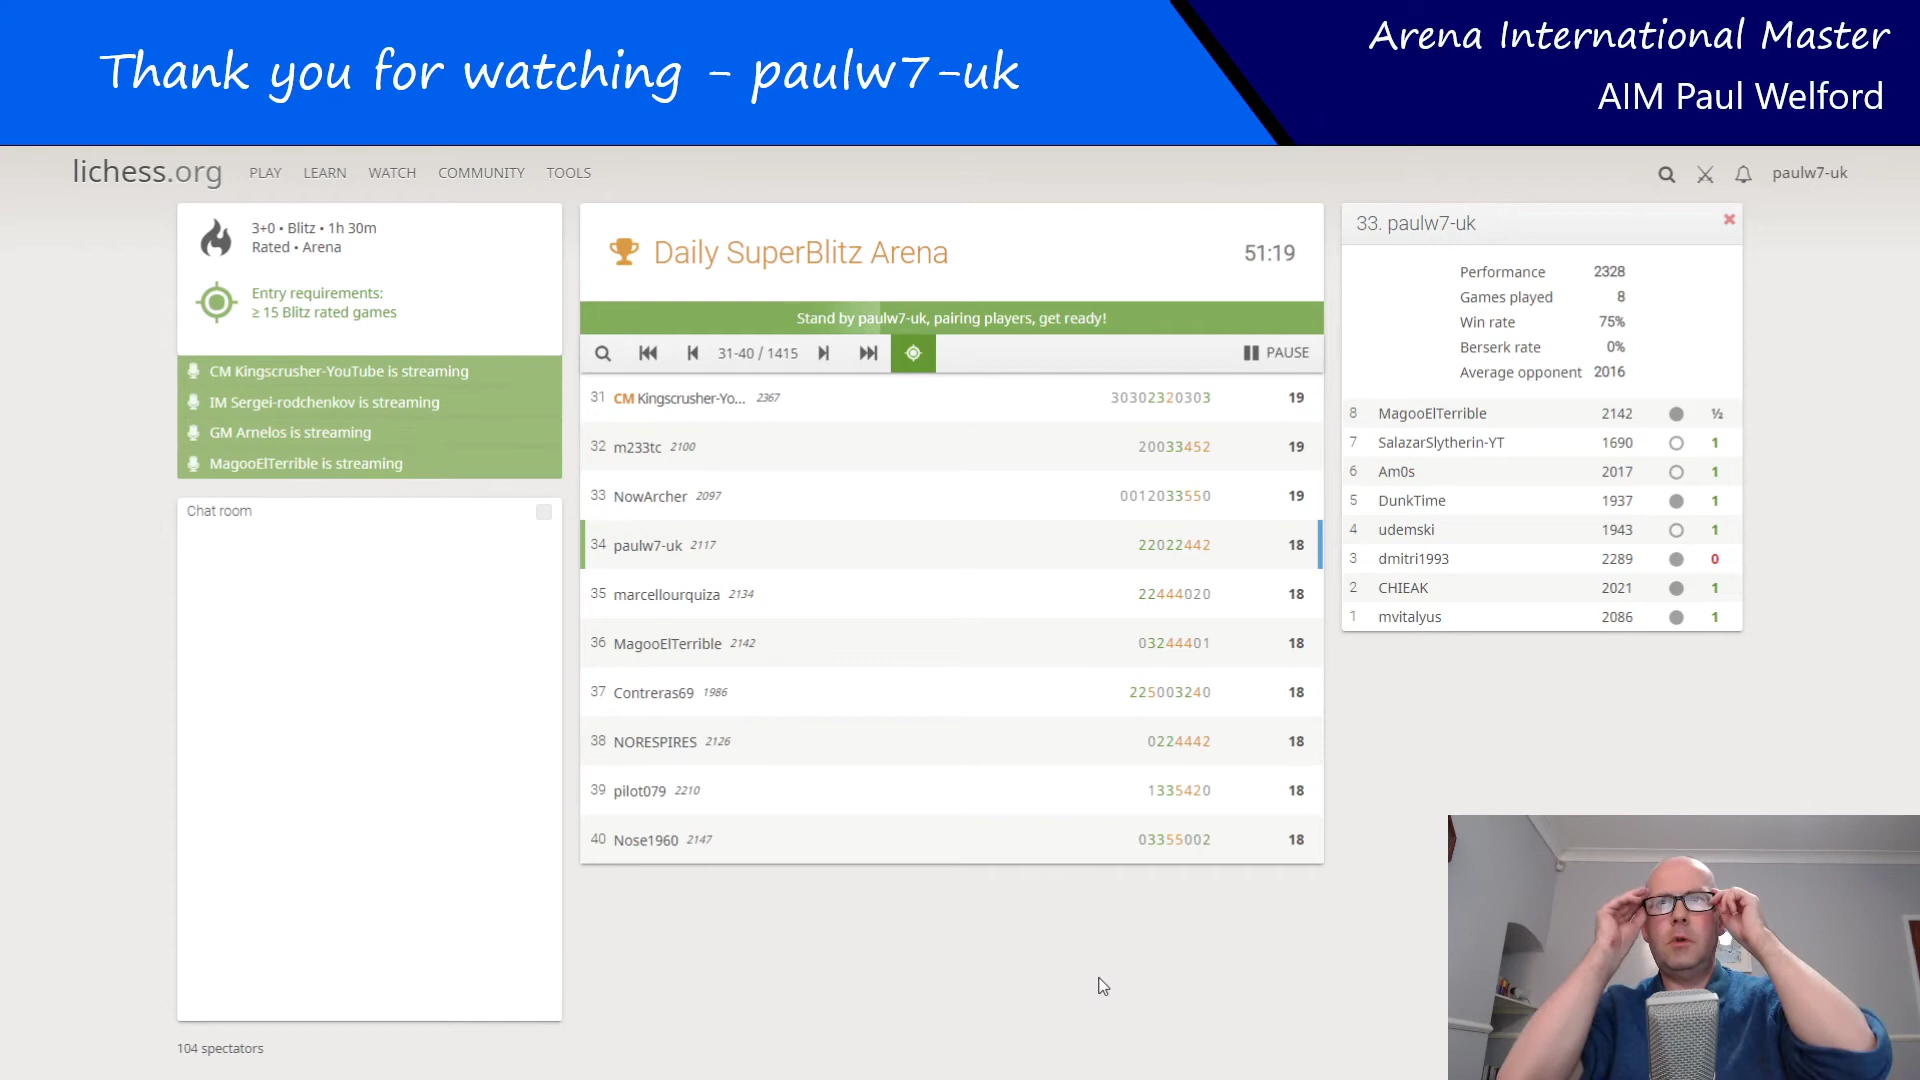 Thank you for watching - paulw7-uk
Arena International Master
AIM Paul Welford
lichess.org PLAY LEARN WATCH COMMUNITY TOOLS paulw7-uk
3+0 • Blitz • 1h 30m
Rated • Arena
Entry requirements:
≥ 15 Blitz rated games
CM Kingscrusher-YouTube is streaming
IM Sergei-rodchenkov is streaming
GM Arnelos is streaming
MagooElTerrible is streaming
Chat room
104 spectators
Daily SuperBlitz Arena 51:19
Stand by paulw7-uk, pairing players, get ready!
31-40 / 1415 PAUSE
31 CM Kingscrusher-Yo... 2367 30302320303 19
32 m233tc 2100 20033452 19
33 NowArcher 2097 0012033550 19
34 paulw7-uk 2117 22022442 18
35 marcellourquiza 2134 22444020 18
36 MagooElTerrible 2142 03244401 18
37 Contreras69 1986 225003240 18
38 NORESPIRES 2126 0224442 18
39 pilot079 2210 1335420 18
40 Nose1960 2147 03355002 18
33. paulw7-uk
Performance 2328
Games played 8
Win rate 75%
Berserk rate 0%
Average opponent 2016
8 MagooElTerrible 2142 ½
7 SalazarSlytherin-YT 1690 1
6 Am0s 2017 1
5 DunkTime 1937 1
4 udemski 1943 1
3 dmitri1993 2289 0
2 CHIEAK 2021 1
1 mvitalyus 2086 1